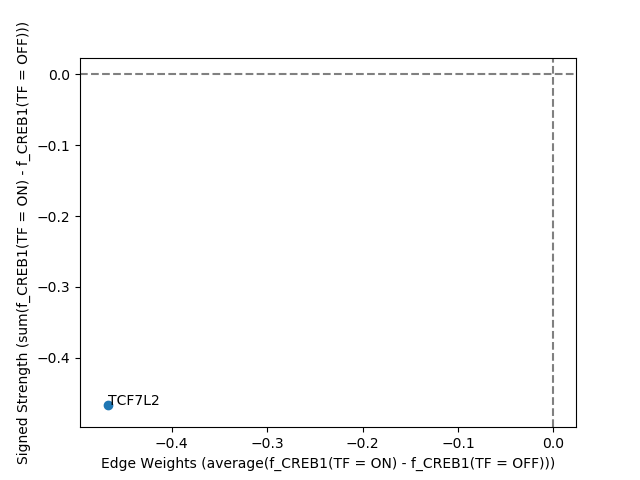 Signed Strength (sum(f_CREB1(TF = ON) - f_CREB1(TF = OFF)))
0.0
−0.1
−0.2
−0.3
−0.4
TCF7L2
−0.4 −0.3 −0.2 −0.1 0.0
Edge Weights (average(f_CREB1(TF = ON) - f_CREB1(TF = OFF)))